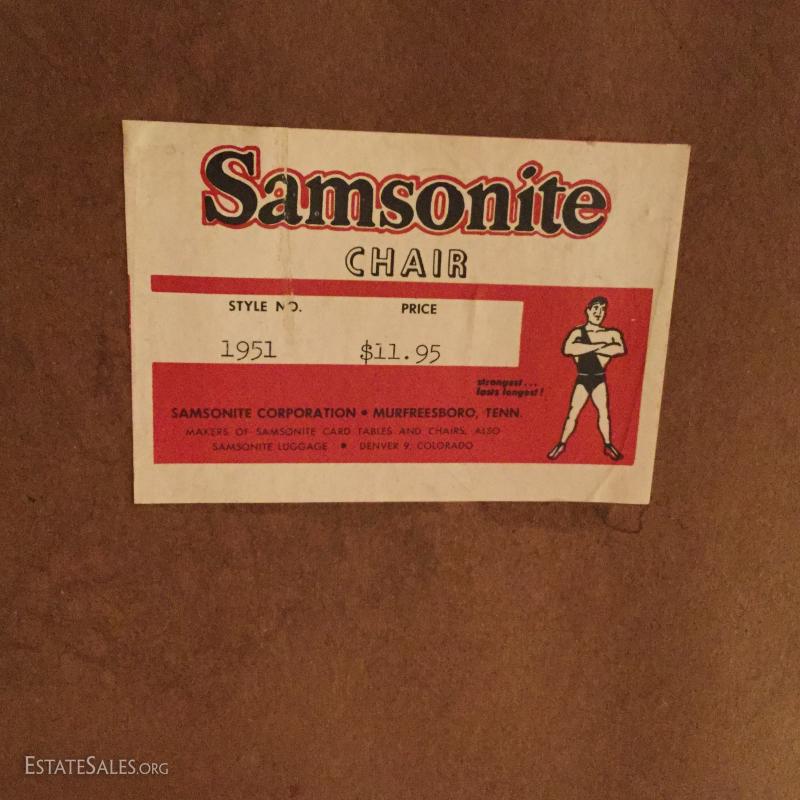 Samsonite
CHAIR
STYLE NO. PRICE
1951 $11.95
strongest...
lasts longest!
SAMSONITE CORPORATION • MURFREESBORO, TENN.
MAKERS OF SAMSONITE CARD TABLES AND CHAIRS, ALSO
SAMSONITE LUGGAGE • DENVER 9, COLORADO
ESTATESALES.ORG